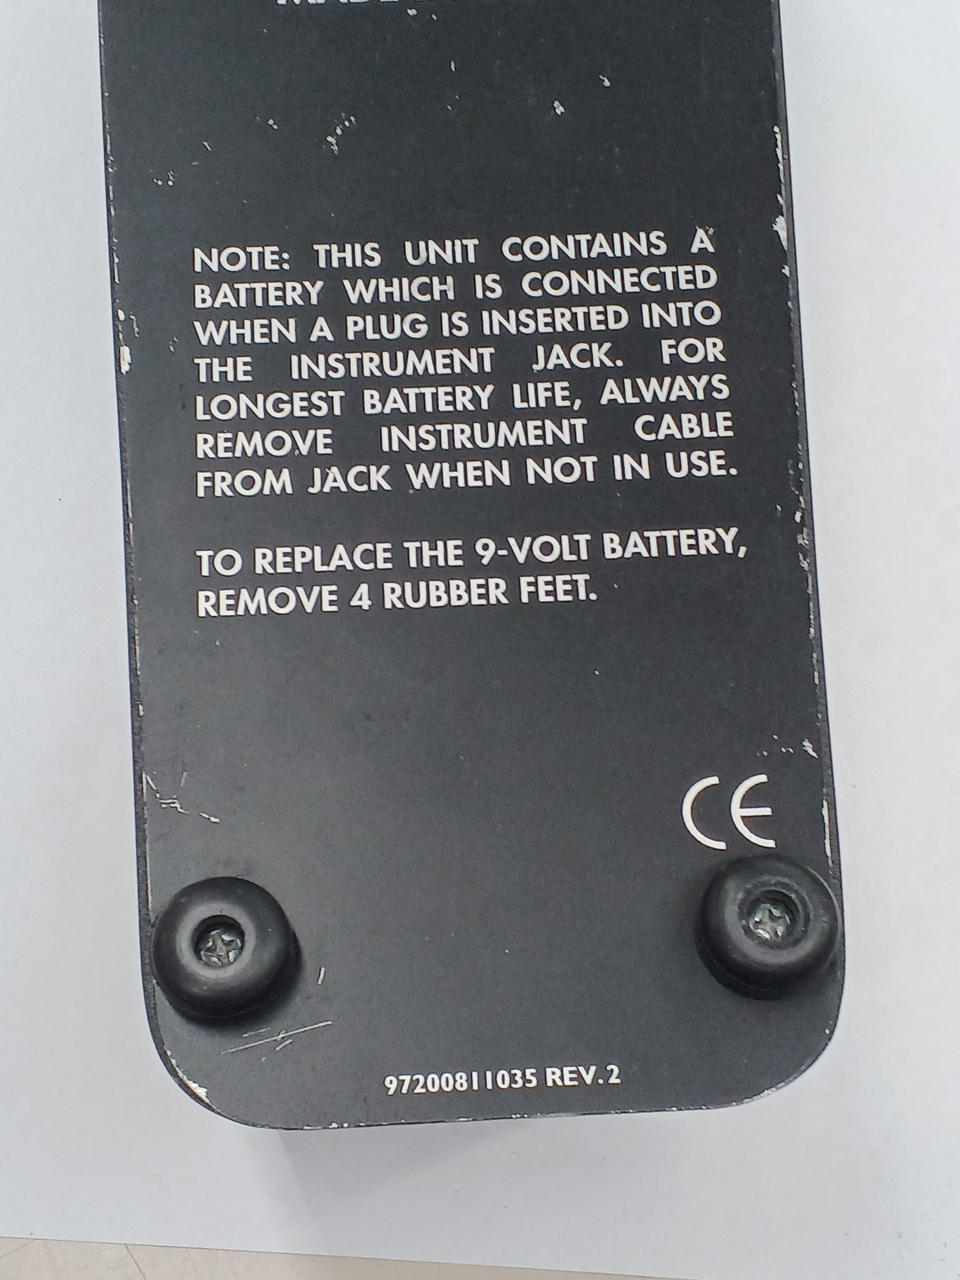 NOTE: THIS UNIT CONTAINS A
BATTERY WHICH IS CONNECTED
WHEN A PLUG IS INSERTED INTO
THE INSTRUMENT JACK. FOR
LONGEST BATTERY LIFE, ALWAYS
REMOVE INSTRUMENT CABLE
FROM JACK WHEN NOT IN USE.
TO REPLACE THE 9-VOLT BATTERY,
REMOVE 4 RUBBER FEET.
CE
97200811035 REV. 2